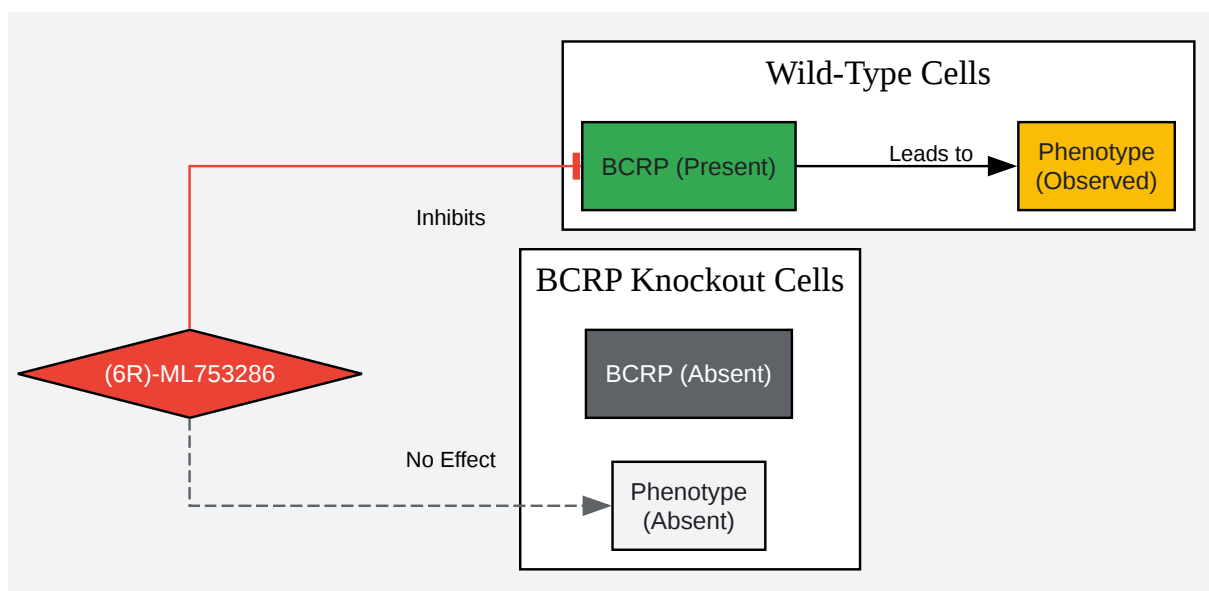 Wild-Type Cells
BCRP (Present)
Leads to
Phenotype
(Observed)
Inhibits
BCRP Knockout Cells
(6R)-ML753286
BCRP (Absent)
No Effect
Phenotype
(Absent)